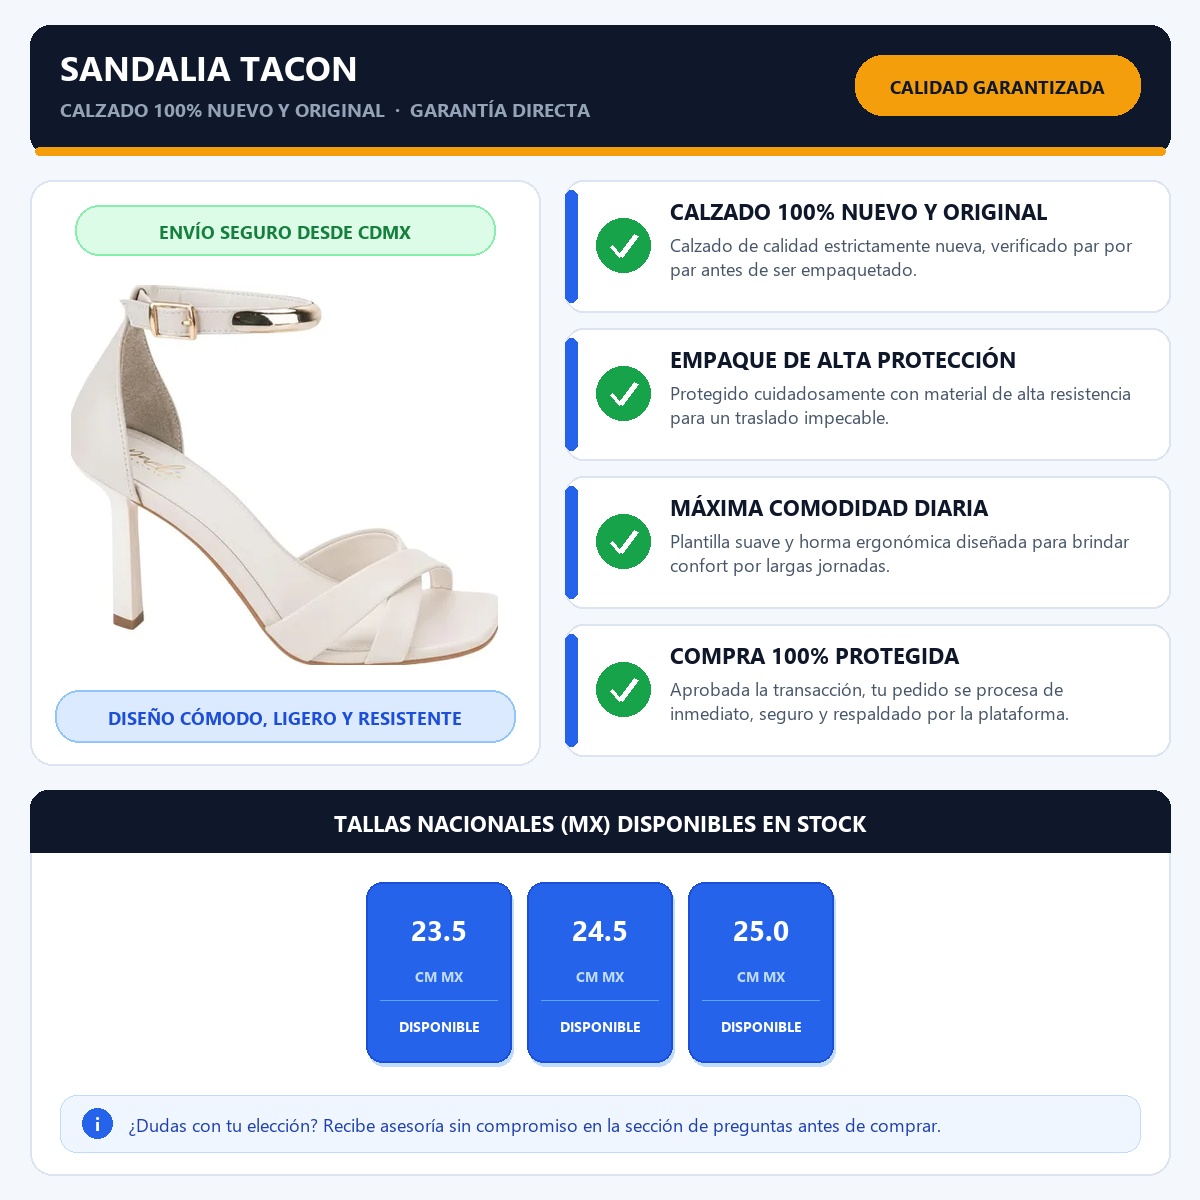 SANDALIA TACON
CALZADO 100% NUEVO Y ORIGINAL · GARANTÍA DIRECTA
CALIDAD GARANTIZADA
ENVÍO SEGURO DESDE CDMX
DISEÑO CÓMODO, LIGERO Y RESISTENTE
CALZADO 100% NUEVO Y ORIGINAL
Calzado de calidad estrictamente nueva, verificado par por
par antes de ser empaquetado.
EMPAQUE DE ALTA PROTECCIÓN
Protegido cuidadosamente con material de alta resistencia
para un traslado impecable.
MÁXIMA COMODIDAD DIARIA
Plantilla suave y horma ergonómica diseñada para brindar
confort por largas jornadas.
COMPRA 100% PROTEGIDA
Aprobada la transacción, tu pedido se procesa de
inmediato, seguro y respaldado por la plataforma.
TALLAS NACIONALES (MX) DISPONIBLES EN STOCK
23.5
CM MX
DISPONIBLE
24.5
CM MX
DISPONIBLE
25.0
CM MX
DISPONIBLE
¿Dudas con tu elección? Recibe asesoría sin compromiso en la sección de preguntas antes de comprar.